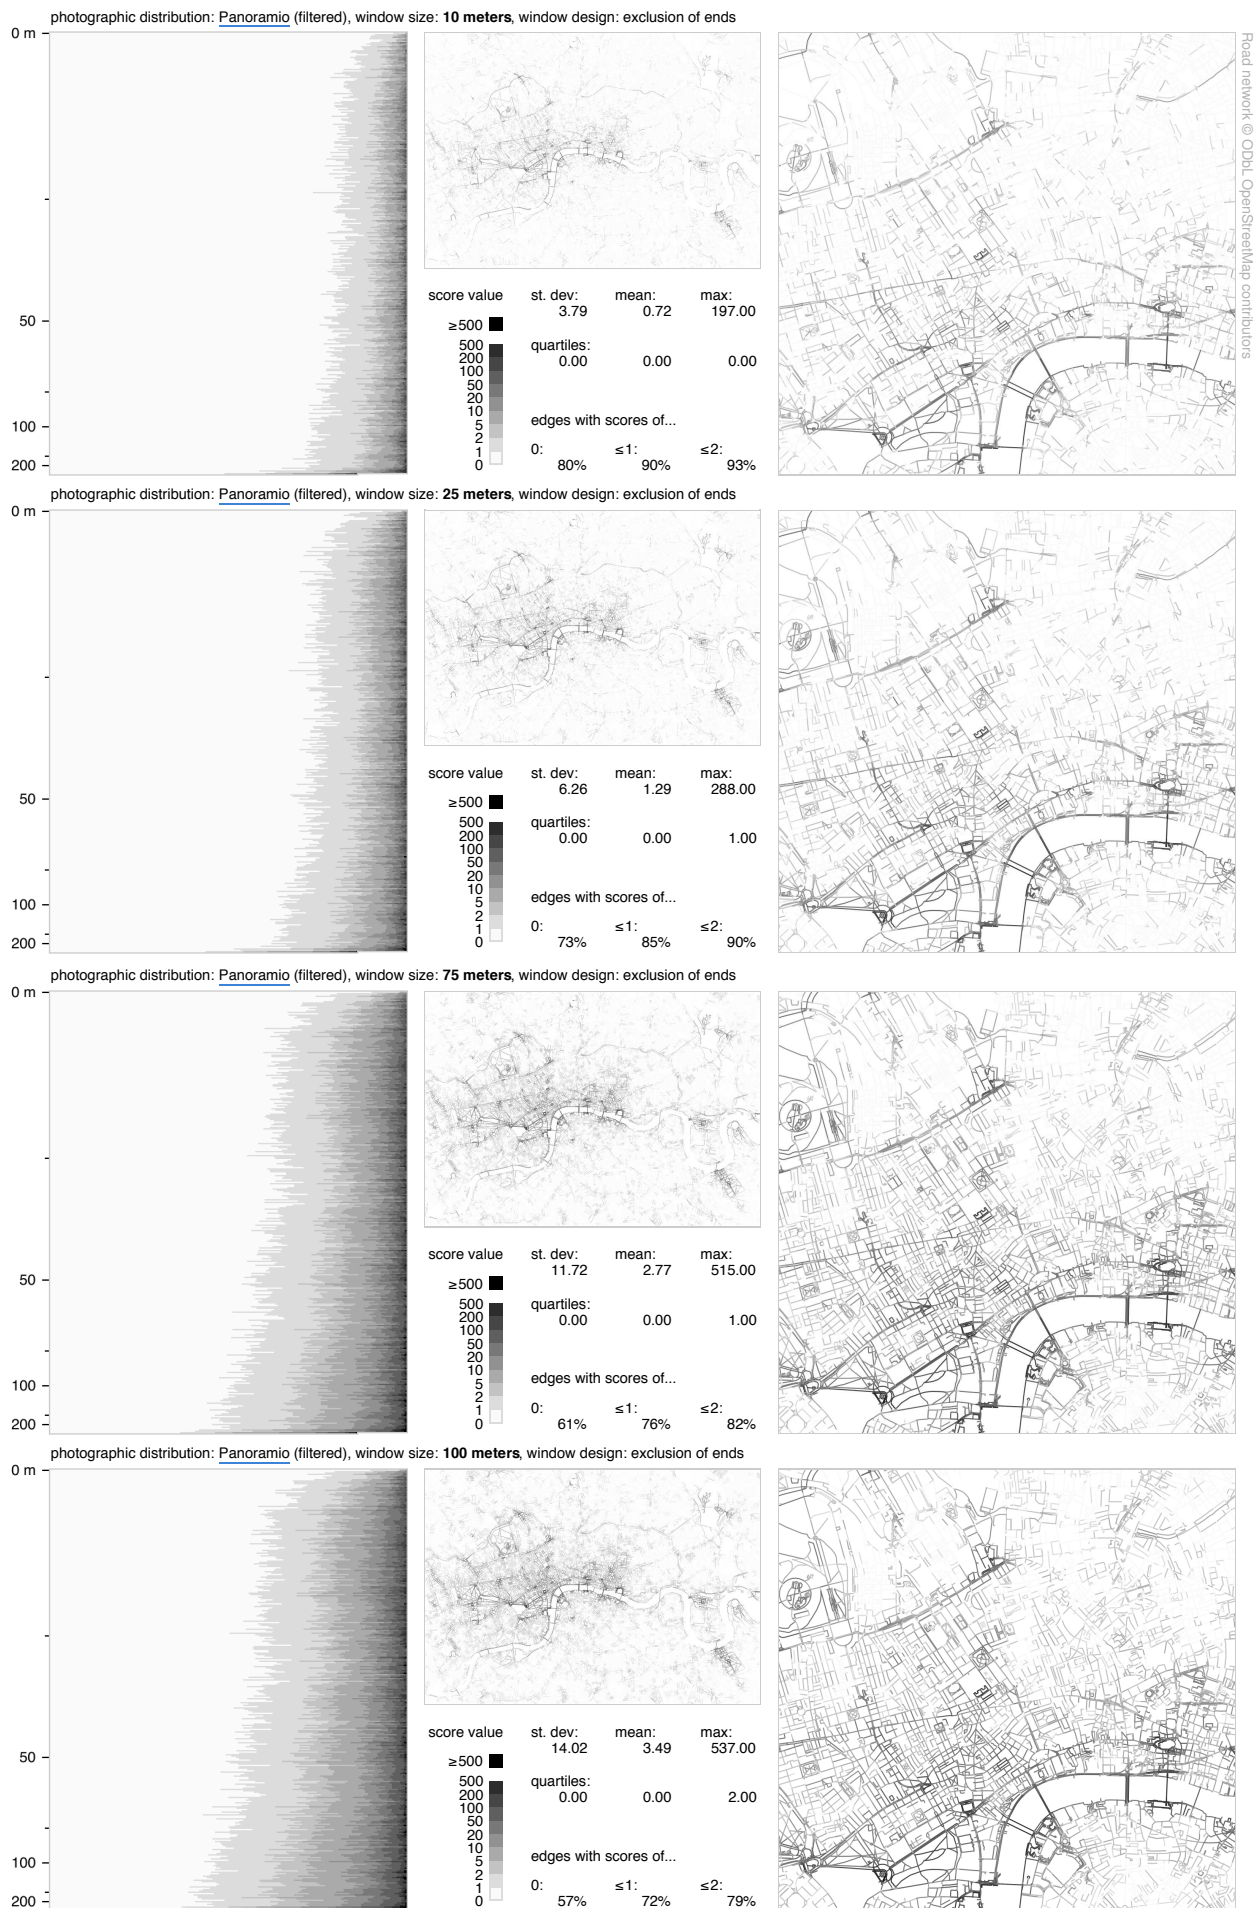 photographic distribution: Panoramio (filtered), window size: 10 meters, window design: exclusion of ends
0 m
50
100
200
score value
≥500
500
200
100
50
20
10
5
2
1
0
st. dev: mean: max:
3.79 0.72 197.00
quartiles:
0.00 0.00 0.00
edges with scores of...
0: ≤1: ≤2:
80% 90% 93%
Road network © ODbL OpenStreetMap contributors
photographic distribution: Panoramio (filtered), window size: 25 meters, window design: exclusion of ends
0 m
50
100
200
score value
≥500
500
200
100
50
20
10
5
2
1
0
st. dev: mean: max:
6.26 1.29 288.00
quartiles:
0.00 0.00 1.00
edges with scores of...
0: ≤1: ≤2:
73% 85% 90%
photographic distribution: Panoramio (filtered), window size: 75 meters, window design: exclusion of ends
0 m
50
100
200
score value
≥500
500
200
100
50
20
10
5
2
1
0
st. dev: mean: max:
11.72 2.77 515.00
quartiles:
0.00 0.00 1.00
edges with scores of...
0: ≤1: ≤2:
61% 76% 82%
photographic distribution: Panoramio (filtered), window size: 100 meters, window design: exclusion of ends
0 m
50
100
200
score value
≥500
500
200
100
50
20
10
5
2
1
0
st. dev: mean: max:
14.02 3.49 537.00
quartiles:
0.00 0.00 2.00
edges with scores of...
0: ≤1: ≤2:
57% 72% 79%